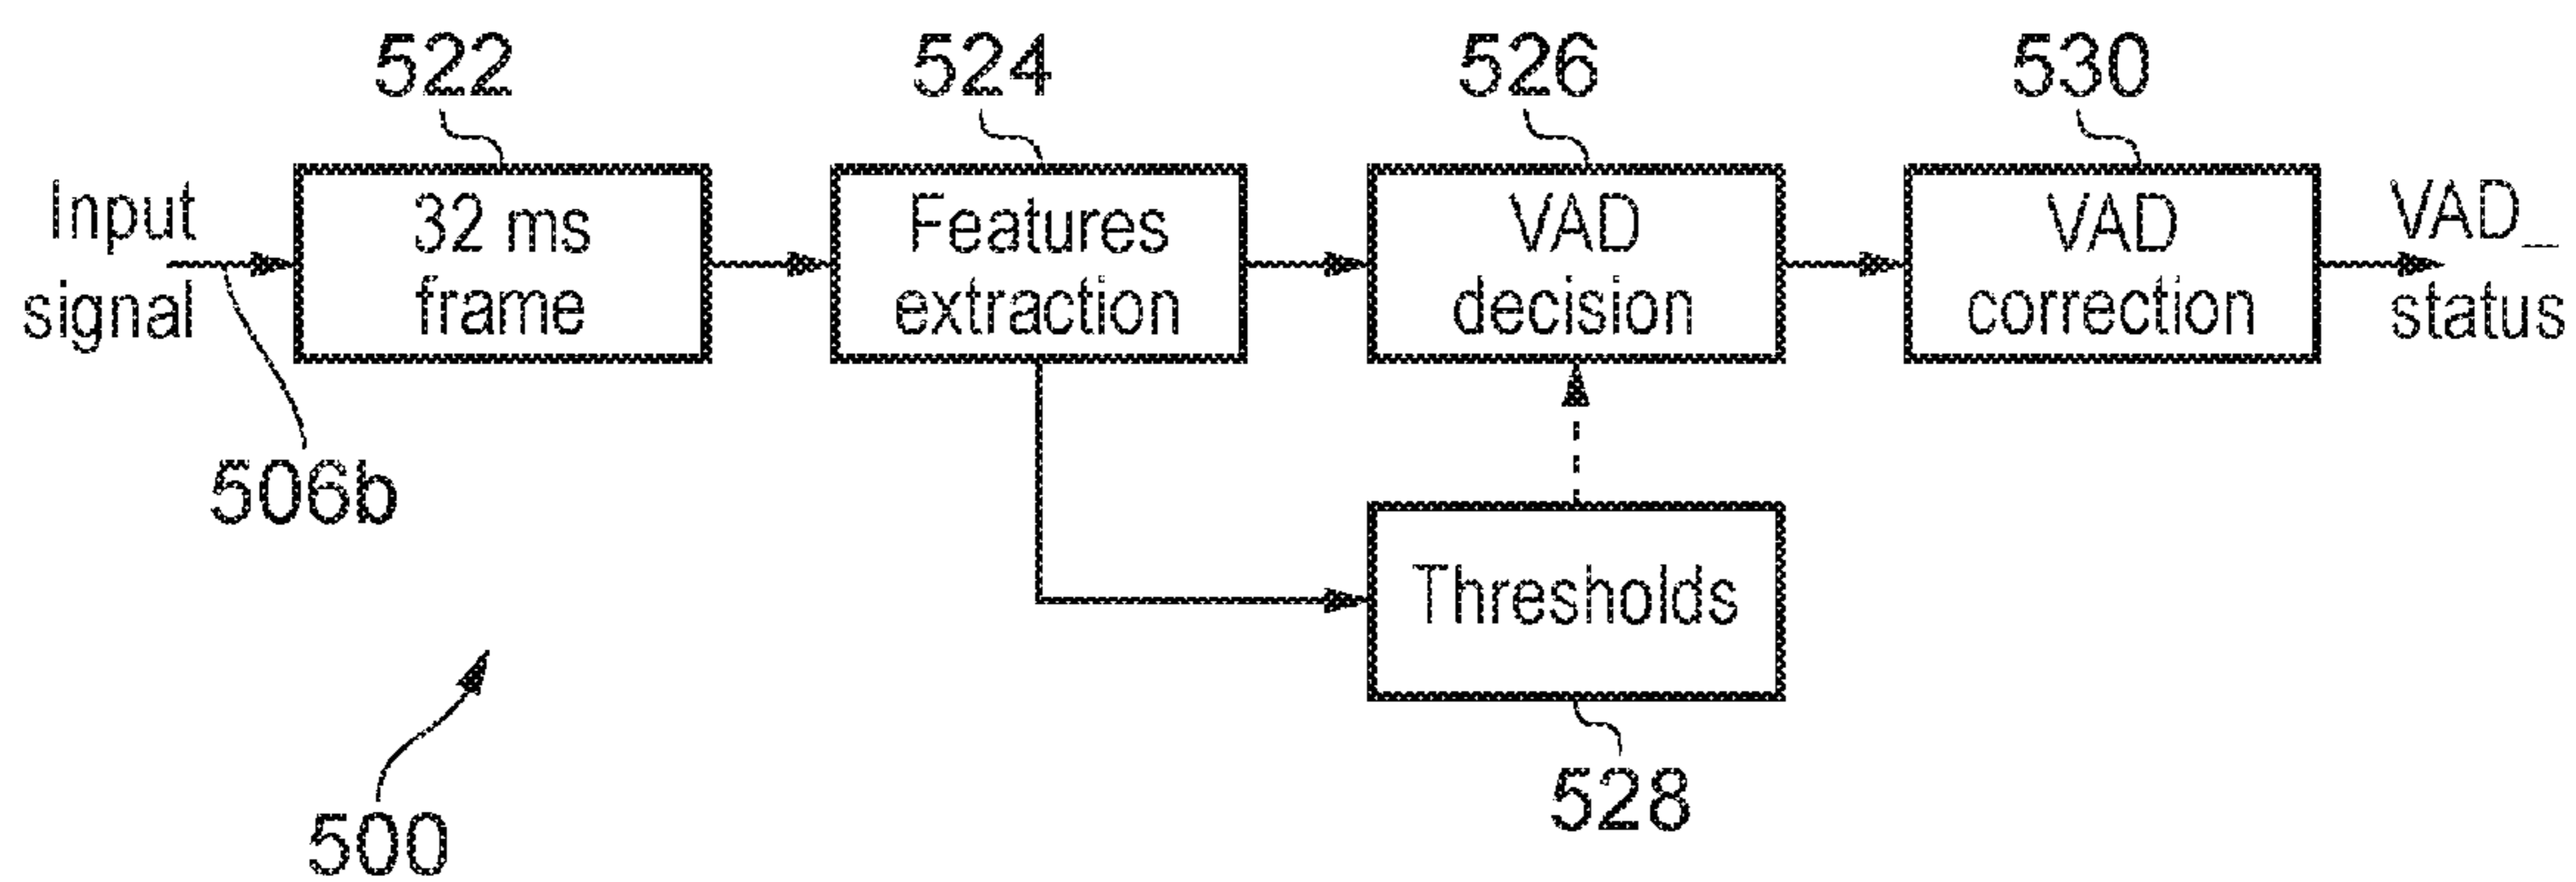 522
524
526
530
Input
signal
32 ms
frame
Features
extraction
VAD
decision
VAD
correction
VAD_
status
506b
Thresholds
528
500